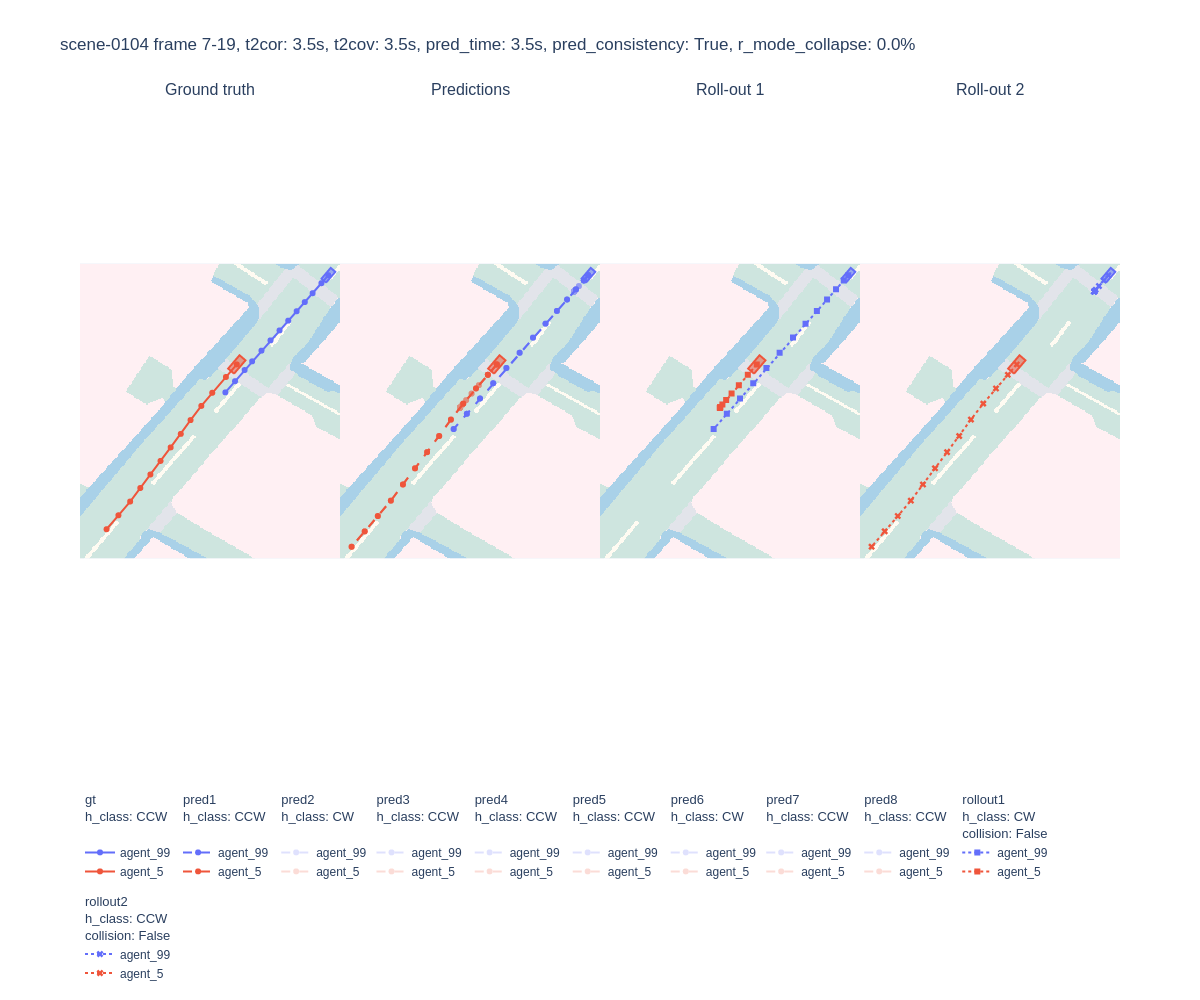 scene-0104 frame 7-19, t2cor: 3.5s, t2cov: 3.5s, pred_time: 3.5s, pred_consistency: True, r_mode_collapse: 0.0%
Ground truth
Predictions
Roll-out 1
Roll-out 2
gt
h_class: CCW
agent_99
agent_5
pred1
h_class: CCW
agent_99
agent_5
pred2
h_class: CW
agent_99
agent_5
pred3
h_class: CCW
agent_99
agent_5
pred4
h_class: CCW
agent_99
agent_5
pred5
h_class: CCW
agent_99
agent_5
pred6
h_class: CW
agent_99
agent_5
pred7
h_class: CCW
agent_99
agent_5
pred8
h_class: CCW
agent_99
agent_5
rollout1
h_class: CW
collision: False
agent_99
agent_5
rollout2
h_class: CCW
collision: False
agent_99
agent_5